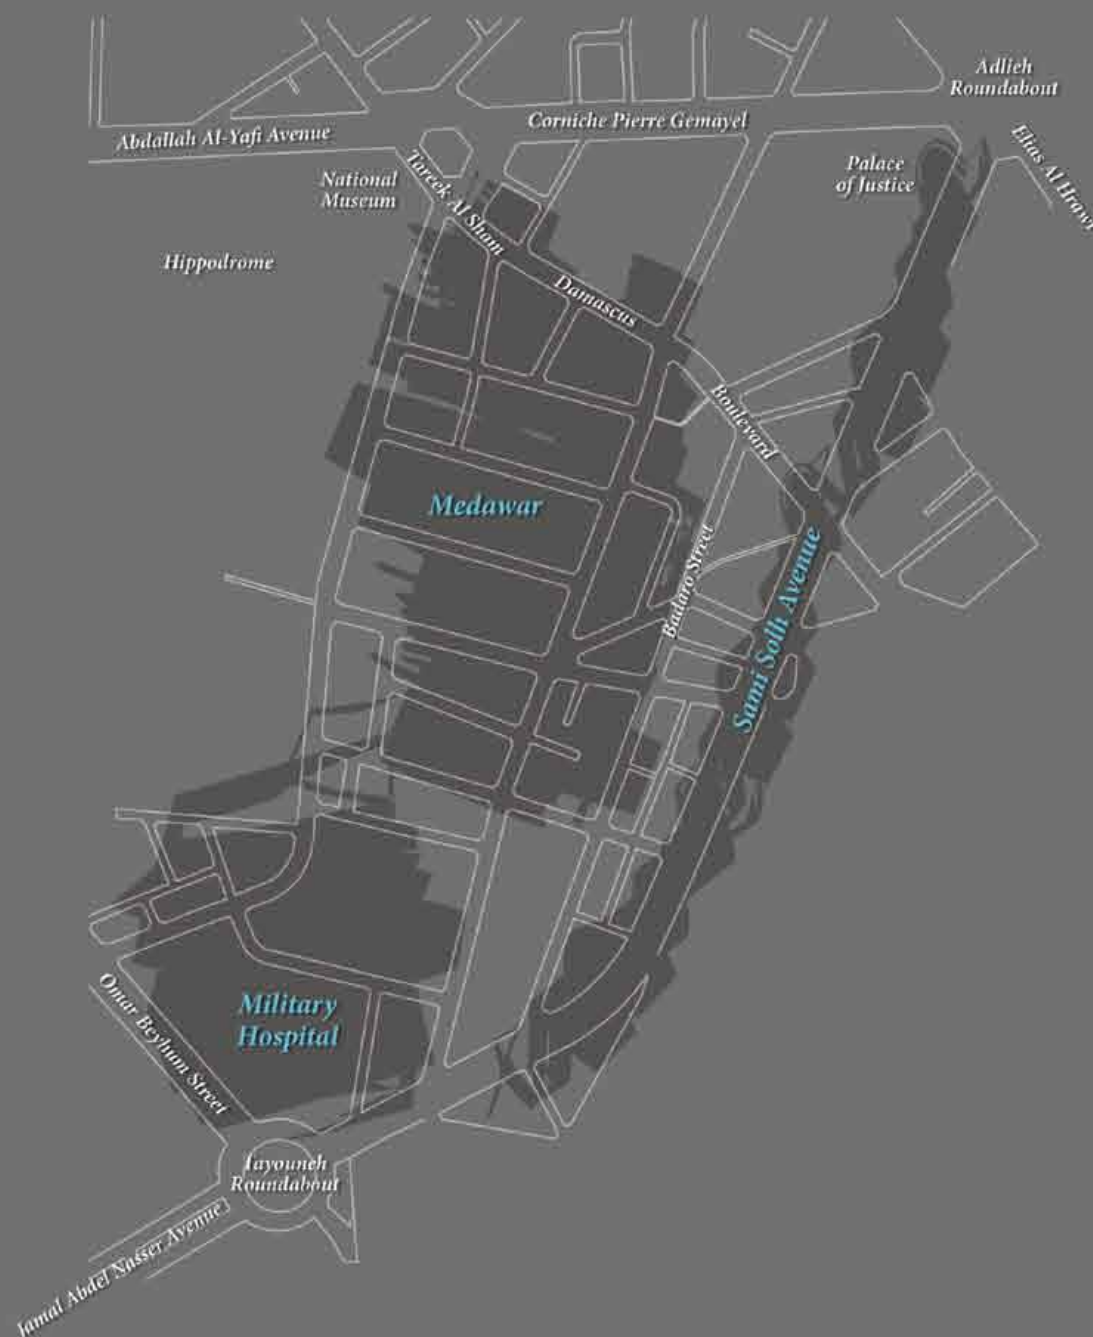 Adlieh
Roundabout
Corniche Pierre Gemayel
Abdallah Al-Yafi Avenue
Elias Al Hrawi
Palace
of Justice
National
Museum
Tareek Al Sham
Hippodrome
Damascus
Boulevard
Medawar
Badaro Street
Sami Solh Avenue
Military
Hospital
Omar Beyhum Street
Tayouneh
Roundabout
Jamal Abdel Nasser Avenue